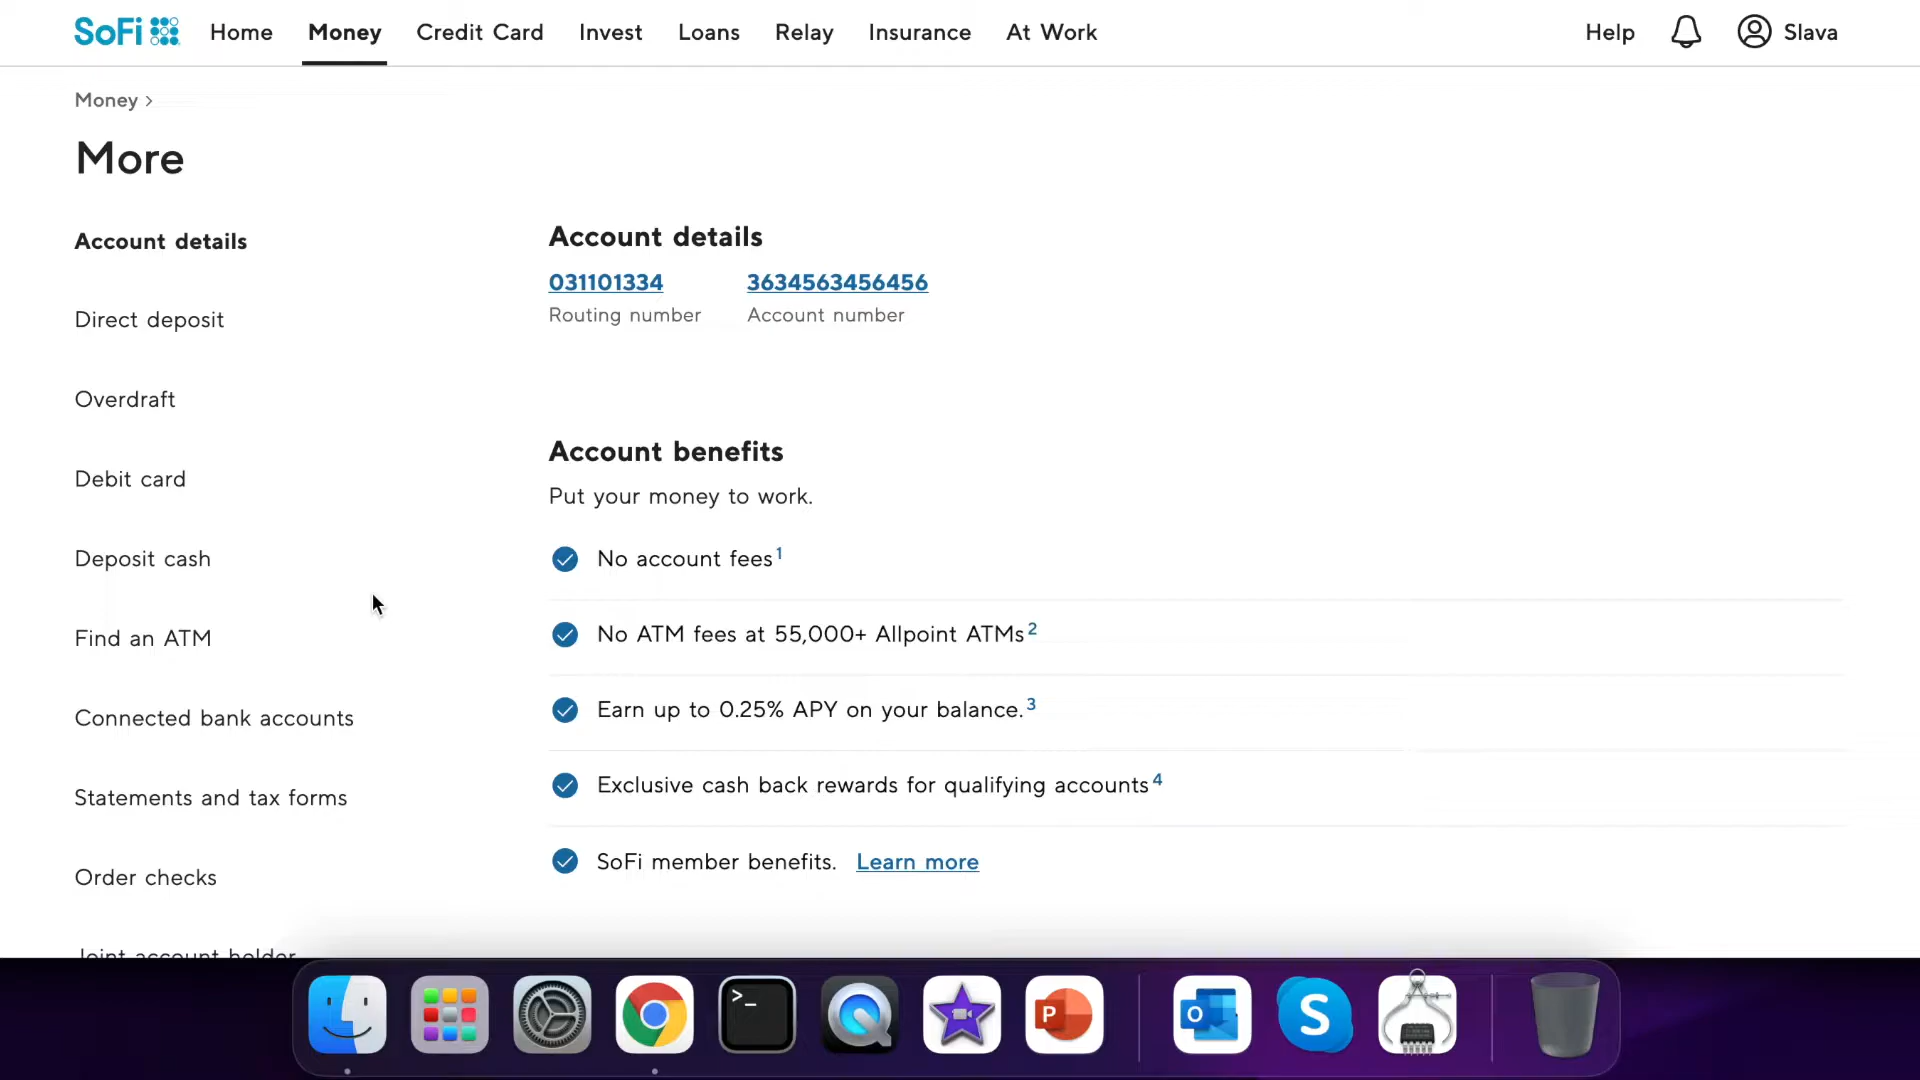 SoFi Home Money Credit Card Invest Loans Relay Insurance At Work Help Slava
Money >
More
Account details
Direct deposit
Overdraft
Debit card
Deposit cash
Find an ATM
Connected bank accounts
Statements and tax forms
Order checks
Joint account holder
Account details
031101334 3634563456456
Routing number Account number
Account benefits
Put your money to work.
No account fees1
No ATM fees at 55,000+ Allpoint ATMs2
Earn up to 0.25% APY on your balance.3
Exclusive cash back rewards for qualifying accounts4
SoFi member benefits. Learn more
>_ P O S